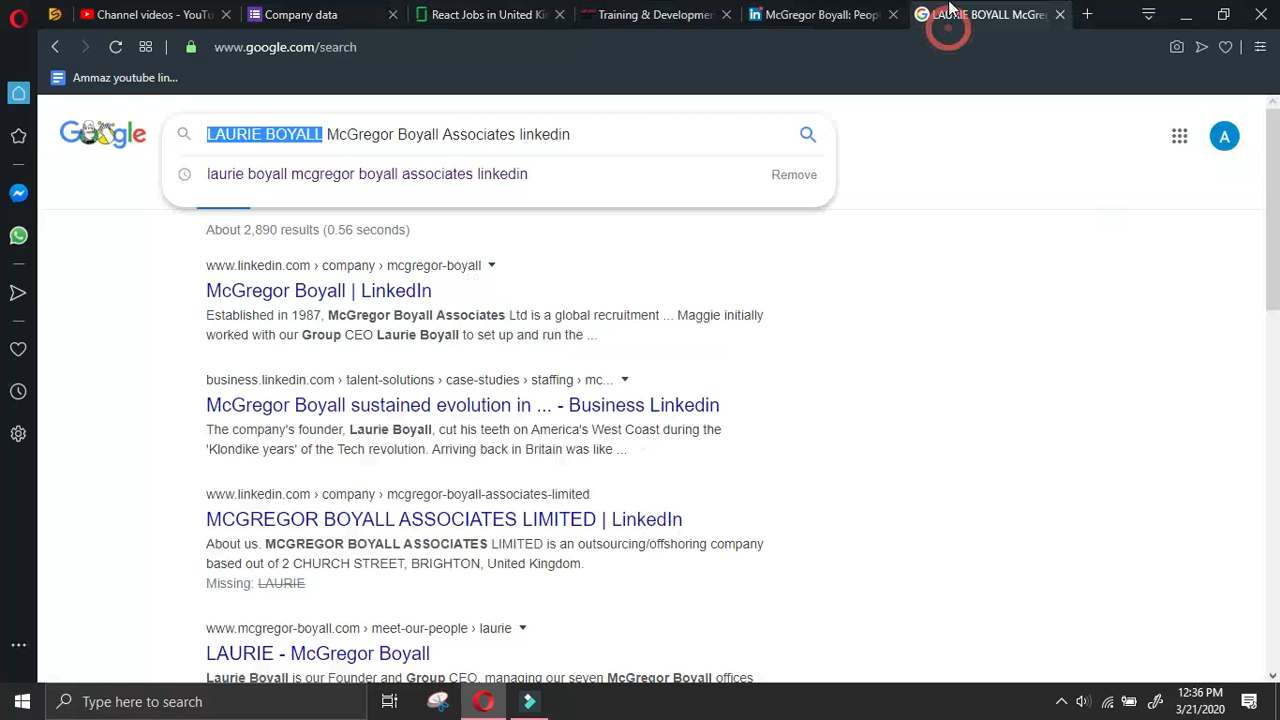 Channel videos - YouTu
Company data
React Jobs in United Kin
Training & Developmen
McGregor Boyall: Peopl
LAURIE BOYALL McGre
www.google.com/search
Ammaz youtube lin...
Google
LAURIE BOYALL McGregor Boyall Associates linkedin
A
laurie boyall mcgregor boyall associates linkedin
Remove
About 2,890 results (0.56 seconds)
www.linkedin.com › company › mcgregor-boyall
McGregor Boyall | LinkedIn
Established in 1987, McGregor Boyall Associates Ltd is a global recruitment ... Maggie initially
worked with our Group CEO Laurie Boyall to set up and run the ...
business.linkedin.com › talent-solutions › case-studies › staffing › mc...
McGregor Boyall sustained evolution in ... - Business Linkedin
The company's founder, Laurie Boyall, cut his teeth on America's West Coast during the
'Klondike years' of the Tech revolution. Arriving back in Britain was like ...
www.linkedin.com › company › mcgregor-boyall-associates-limited
MCGREGOR BOYALL ASSOCIATES LIMITED | LinkedIn
About us. MCGREGOR BOYALL ASSOCIATES LIMITED is an outsourcing/offshoring company
based out of 2 CHURCH STREET, BRIGHTON, United Kingdom.
Missing: LAURIE
www.mcgregor-boyall.com › meet-our-people › laurie
LAURIE - McGregor Boyall
Laurie Boyall is our Founder and Group CEO, managing our seven McGregor Boyall offices
Type here to search
12:36 PM
3/21/2020